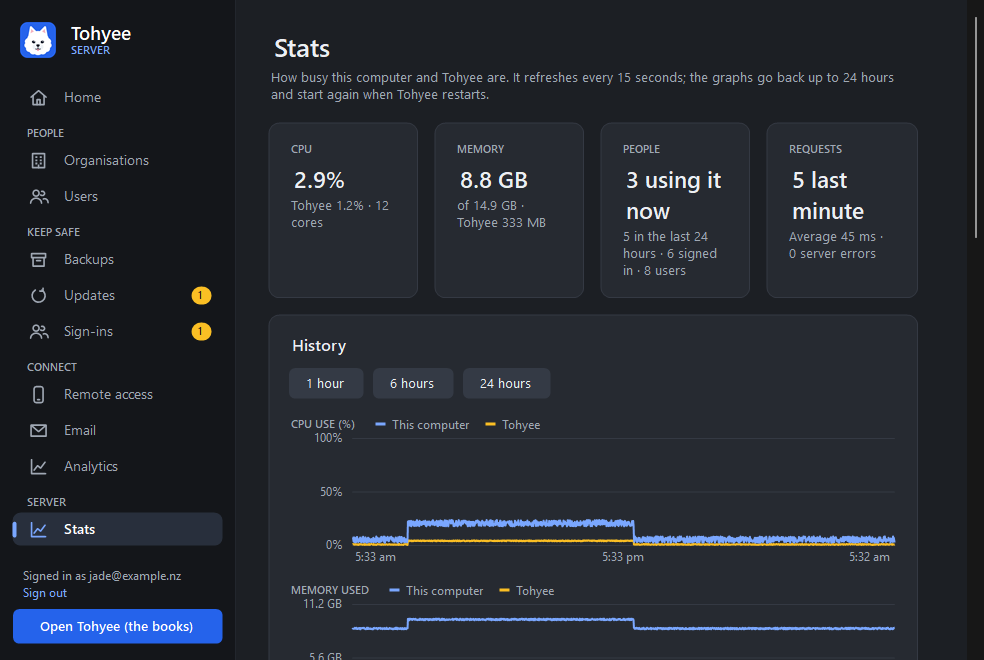 Tohyee
SERVER
Home
PEOPLE
Organisations
Users
KEEP SAFE
Backups
Updates 1
Sign-ins 1
CONNECT
Remote access
Email
Analytics
SERVER
Stats
Signed in as jade@example.nz
Sign out
Open Tohyee (the books)
Stats
How busy this computer and Tohyee are. It refreshes every 15 seconds; the graphs go back up to 24 hours
and start again when Tohyee restarts.
CPU
2.9%
Tohyee 1.2% · 12
cores
MEMORY
8.8 GB
of 14.9 GB ·
Tohyee 333 MB
PEOPLE
3 using it
now
5 in the last 24
hours · 6 signed
in · 8 users
REQUESTS
5 last
minute
Average 45 ms ·
0 server errors
History
1 hour
6 hours
24 hours
CPU USE (%) This computer Tohyee
100%
50%
0%
5:33 am 5:33 pm 5:32 am
MEMORY USED This computer Tohyee
11.2 GB
5.6 GB